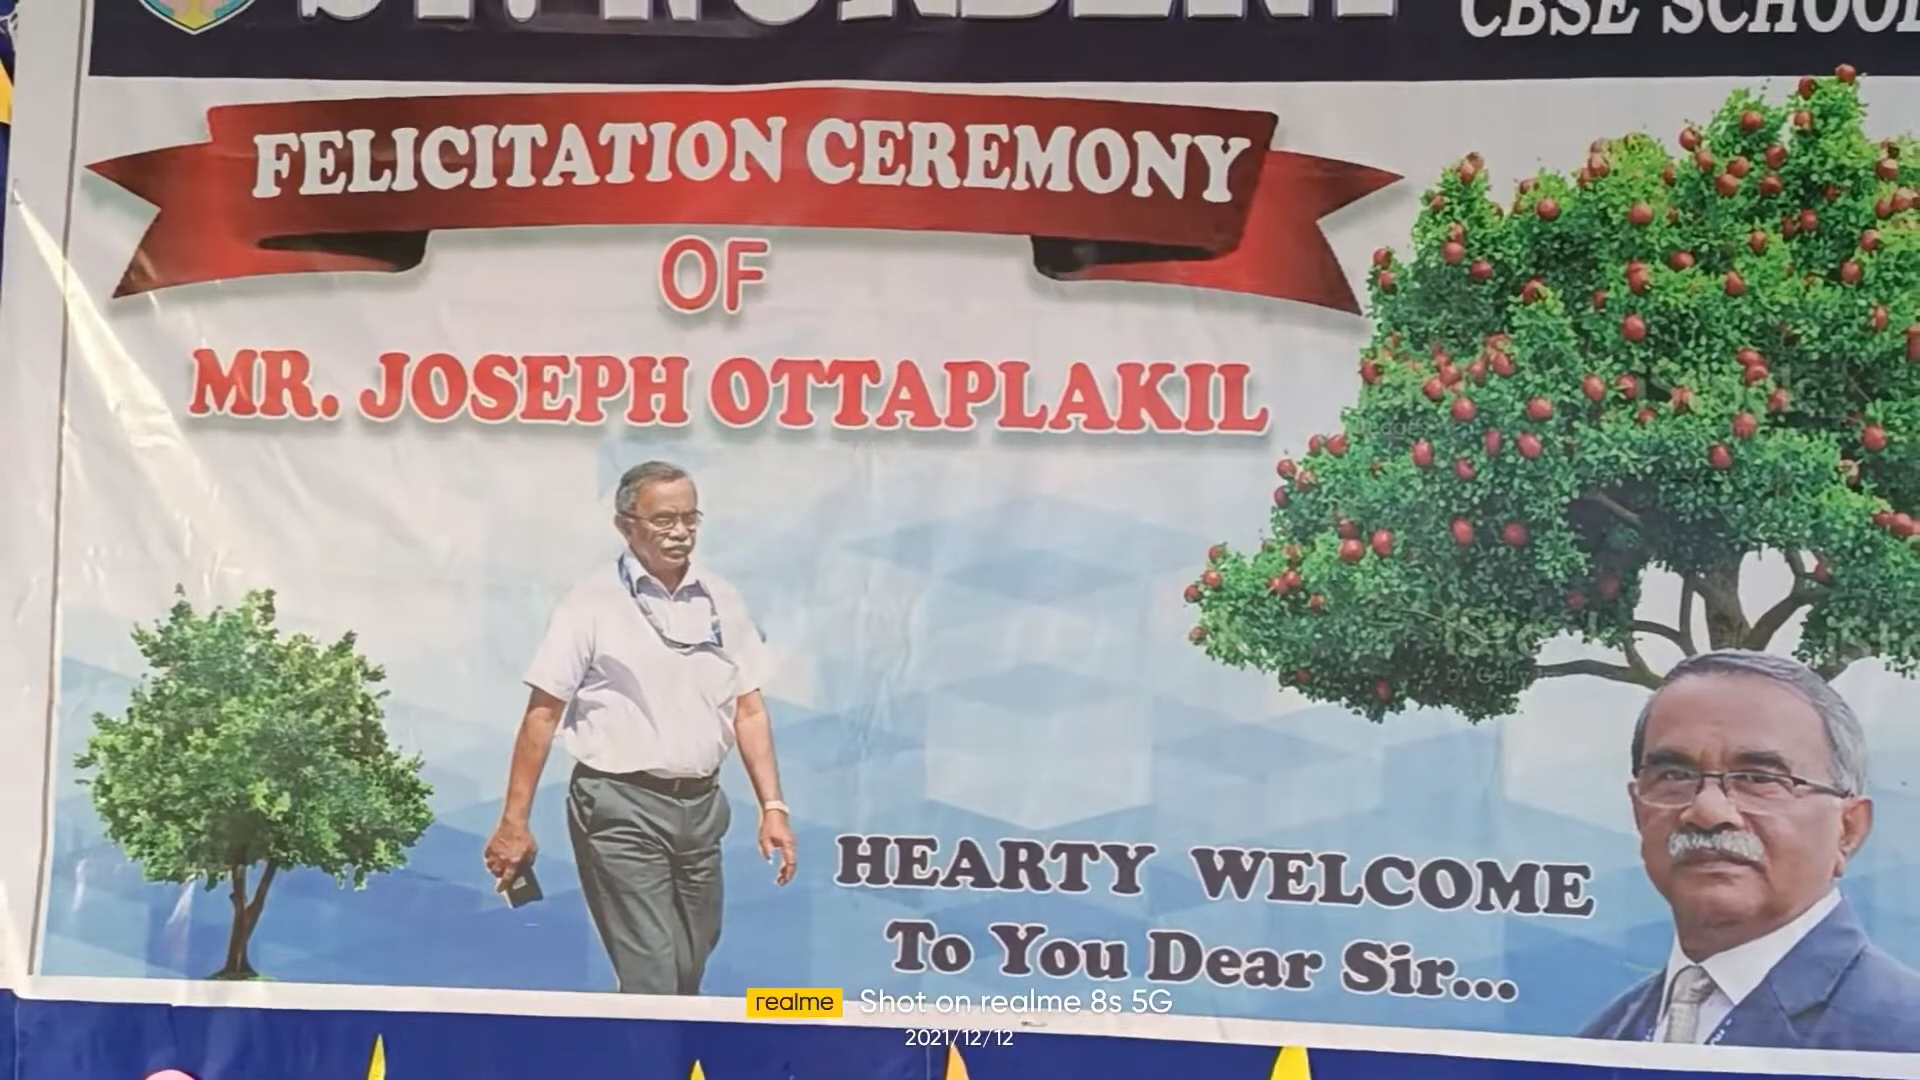 CBSE SCHOOL
FELICITATION CEREMONY
OF
MR. JOSEPH OTTAPLAKIL
HEARTY WELCOME
To You Dear Sir...
realme Shot on realme 8s 5G
2021/12/12